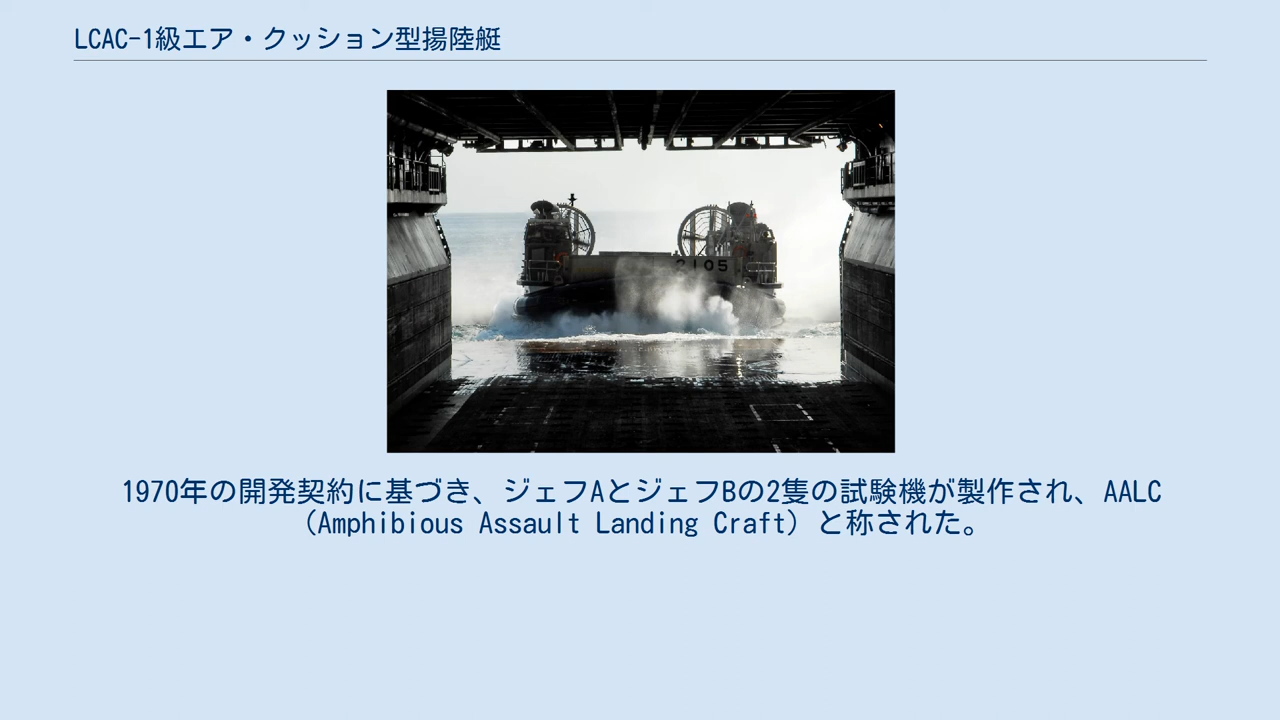 LCAC-1級エア・クッション型揚陸艇
2105
1970年の開発契約に基づき、ジェフAとジェフBの2隻の試験機が製作され、AALC
（Amphibious Assault Landing Craft）と称された。